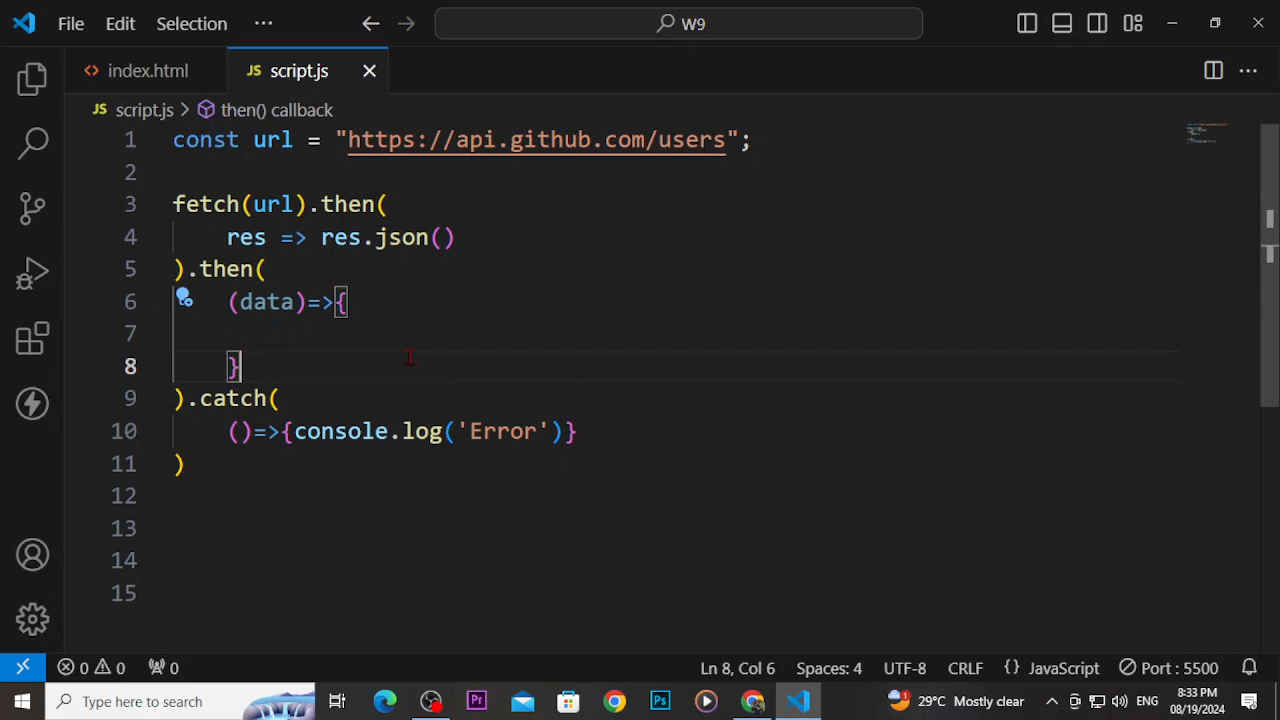 File Edit Selection ··· W9
index.html JS script.js
JS script.js > then() callback
1 const url = "https://api.github.com/users";
2
3 fetch(url).then(
4 res => res.json()
5 ).then(
6 (data)=>{
7
8 }
9 ).catch(
10 ()=>{console.log('Error')}
11 )
12
13
14
15
0 0 0 Ln 8, Col 6 Spaces: 4 UTF-8 CRLF {} JavaScript Port : 5500
Type here to search Pr Ps 1 29°C Mostly clear ENG 8:33 PM
08/19/2024